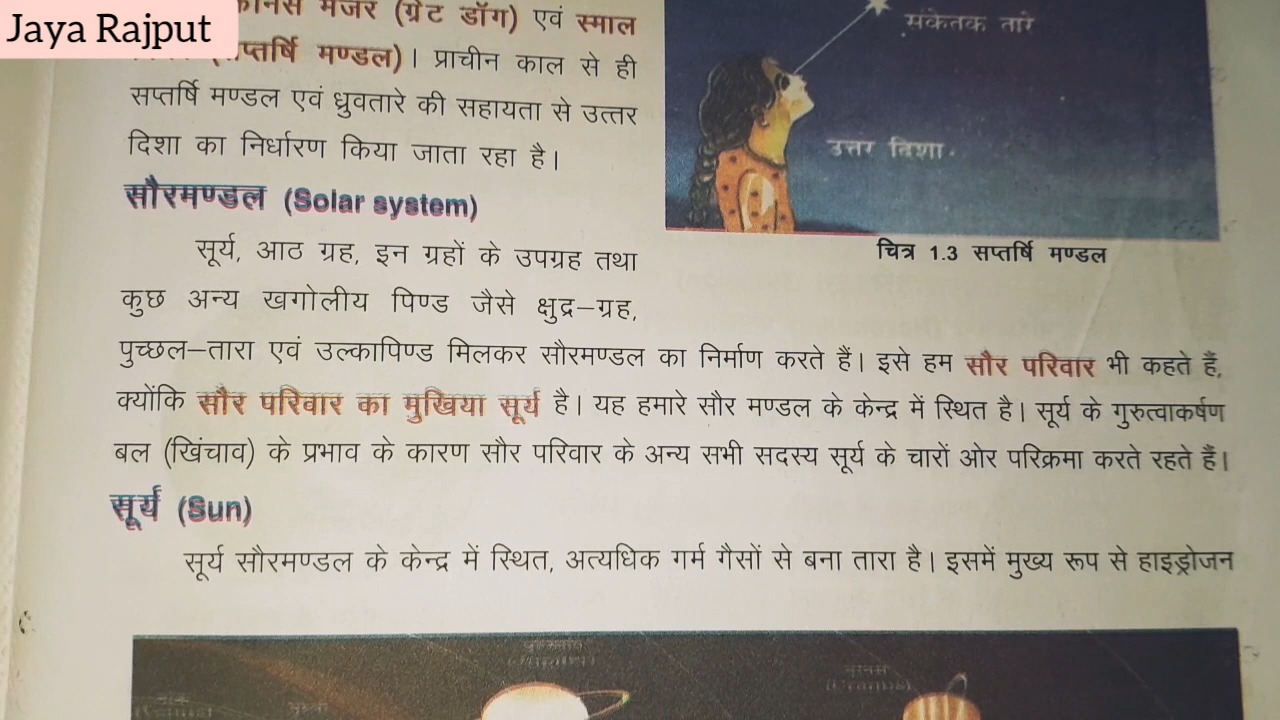 Jaya Rajput
मेजर (ग्रेट डॉग) एवं स्माल
(सप्तर्षि मण्डल)। प्राचीन काल से ही
सप्तर्षि मण्डल एवं ध्रुवतारे की सहायता से उत्तर
दिशा का निर्धारण किया जाता रहा है।
संकेतक तारे
उत्तर दिशा
चित्र 1.3 सप्तर्षि मण्डल
सौरमण्डल (Solar system)
सूर्य, आठ ग्रह, इन ग्रहों के उपग्रह तथा
कुछ अन्य खगोलीय पिण्ड जैसे क्षुद्र–ग्रह,
पुच्छल–तारा एवं उल्कापिण्ड मिलकर सौरमण्डल का निर्माण करते हैं। इसे हम सौर परिवार भी कहते हैं,
क्योंकि सौर परिवार का मुखिया सूर्य है। यह हमारे सौर मण्डल के केन्द्र में स्थित है। सूर्य के गुरुत्वाकर्षण
बल (खिंचाव) के प्रभाव के कारण सौर परिवार के अन्य सभी सदस्य सूर्य के चारों ओर परिक्रमा करते रहते हैं।
सूर्य (Sun)
सूर्य सौरमण्डल के केन्द्र में स्थित, अत्यधिक गर्म गैसों से बना तारा है। इसमें मुख्य रूप से हाइड्रोजन